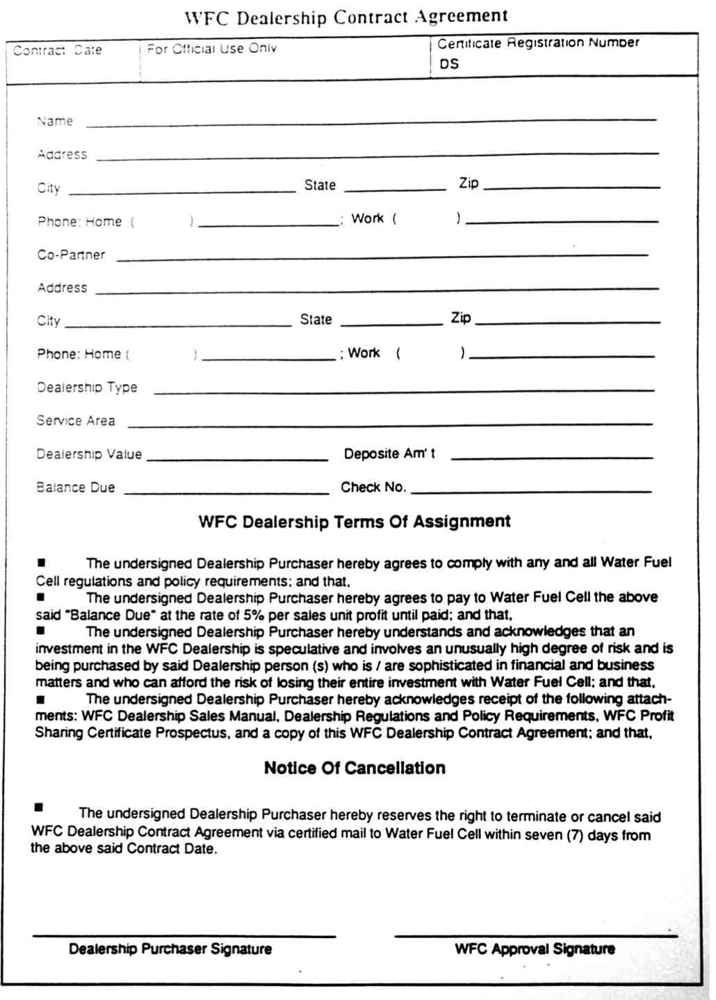 WFC Dealership Contract Agreement
Contract Date For Official Use Only Certificate Registration Number
DS
Name
Address
City State Zip
Phone: Home ( ) ; Work ( )
Co-Partner
Address
City State Zip
Phone: Home ( ) ; Work ( )
Dealership Type
Service Area
Dealership Value Deposite Am't
Balance Due Check No.
WFC Dealership Terms Of Assignment
■ The undersigned Dealership Purchaser hereby agrees to comply with any and all Water Fuel
Cell regulations and policy requirements; and that,
■ The undersigned Dealership Purchaser hereby agrees to pay to Water Fuel Cell the above
said "Balance Due" at the rate of 5% per sales unit profit until paid; and that,
■ The undersigned Dealership Purchaser hereby understands and acknowledges that an
investment in the WFC Dealership is speculative and involves an unusually high degree of risk and is
being purchased by said Dealership person (s) who is / are sophisticated in financial and business
matters and who can afford the risk of losing their entire investment with Water Fuel Cell; and that,
■ The undersigned Dealership Purchaser hereby acknowledges receipt of the following attach-
ments: WFC Dealership Sales Manual, Dealership Regulations and Policy Requirements, WFC Profit
Sharing Certificate Prospectus, and a copy of this WFC Dealership Contract Agreement; and that,
Notice Of Cancellation
■ The undersigned Dealership Purchaser hereby reserves the right to terminate or cancel said
WFC Dealership Contract Agreement via certified mail to Water Fuel Cell within seven (7) days from
the above said Contract Date.
Dealership Purchaser Signature WFC Approval Signature